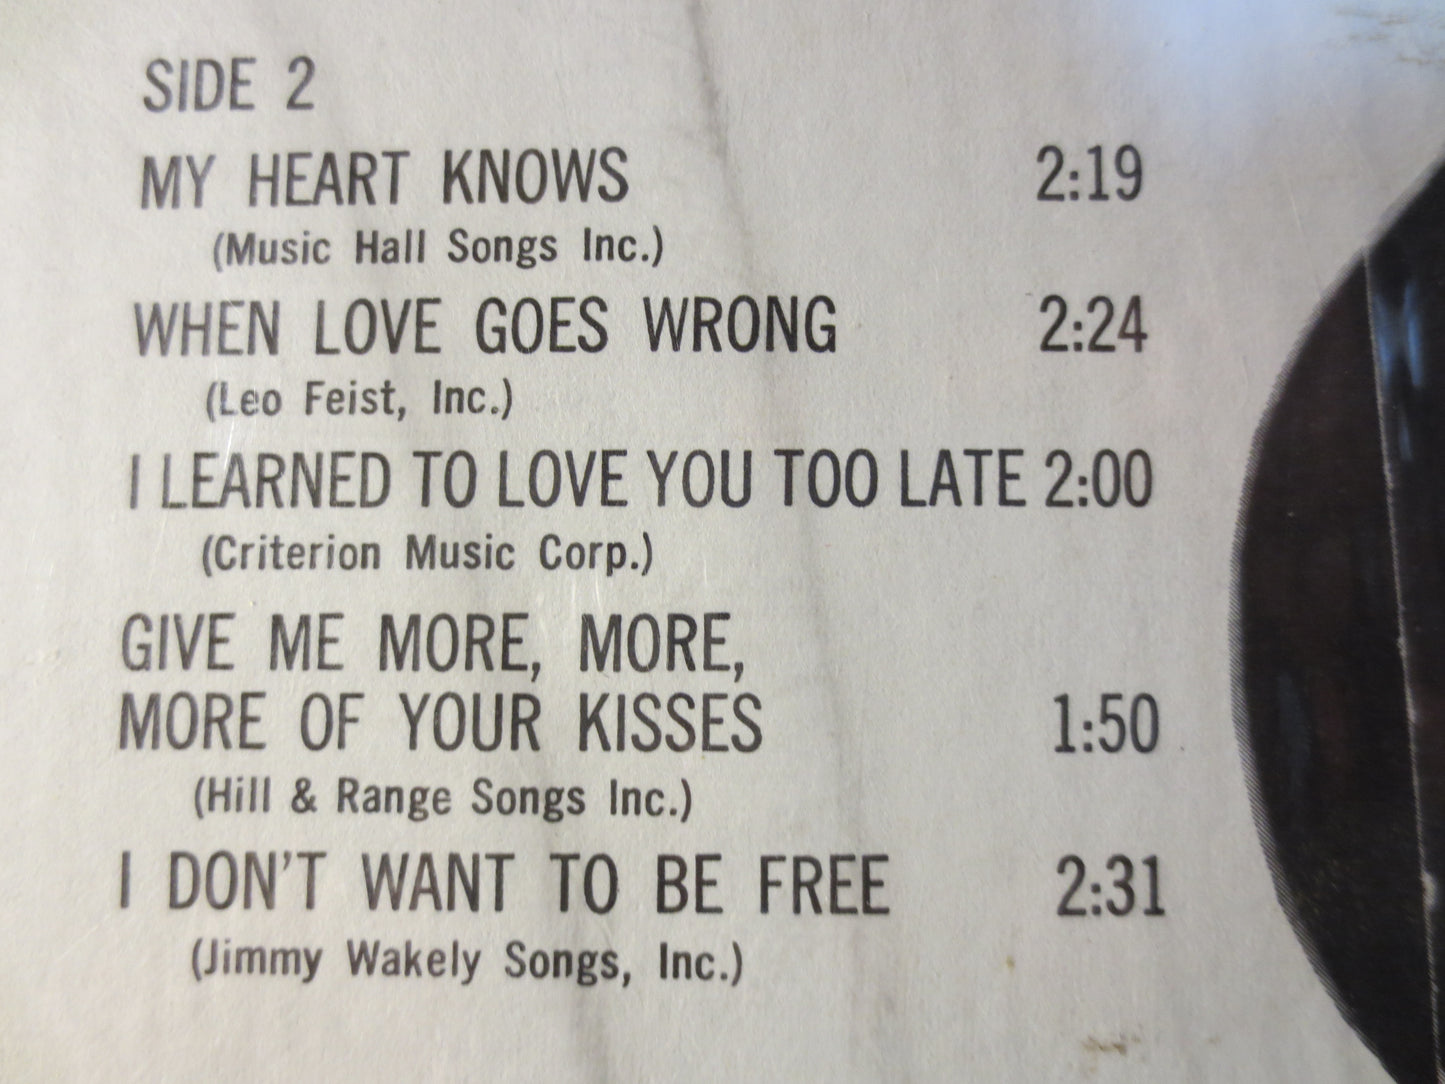 SIDE 2
MY HEART KNOWS 2:19
(Music Hall Songs Inc.)
WHEN LOVE GOES WRONG 2:24
(Leo Feist, Inc.)
I LEARNED TO LOVE YOU TOO LATE 2:00
(Criterion Music Corp.)
GIVE ME MORE, MORE,
MORE OF YOUR KISSES 1:50
(Hill & Range Songs Inc.)
I DON'T WANT TO BE FREE 2:31
(Jimmy Wakely Songs, Inc.)